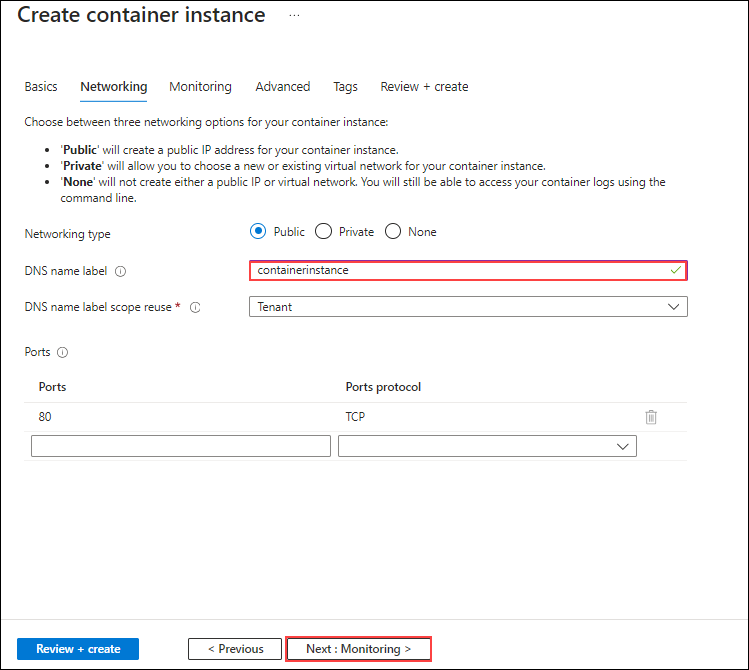 Create container instance ...
Basics Networking Monitoring Advanced Tags Review + create
Choose between three networking options for your container instance:
• 'Public' will create a public IP address for your container instance.
• 'Private' will allow you to choose a new or existing virtual network for your container instance.
• 'None' will not create either a public IP or virtual network. You will still be able to access your container logs using the
command line.
Networking type Public Private None
DNS name label containerinstance
DNS name label scope reuse * Tenant
Ports
Ports Ports protocol
80 TCP
Review + create < Previous Next : Monitoring >